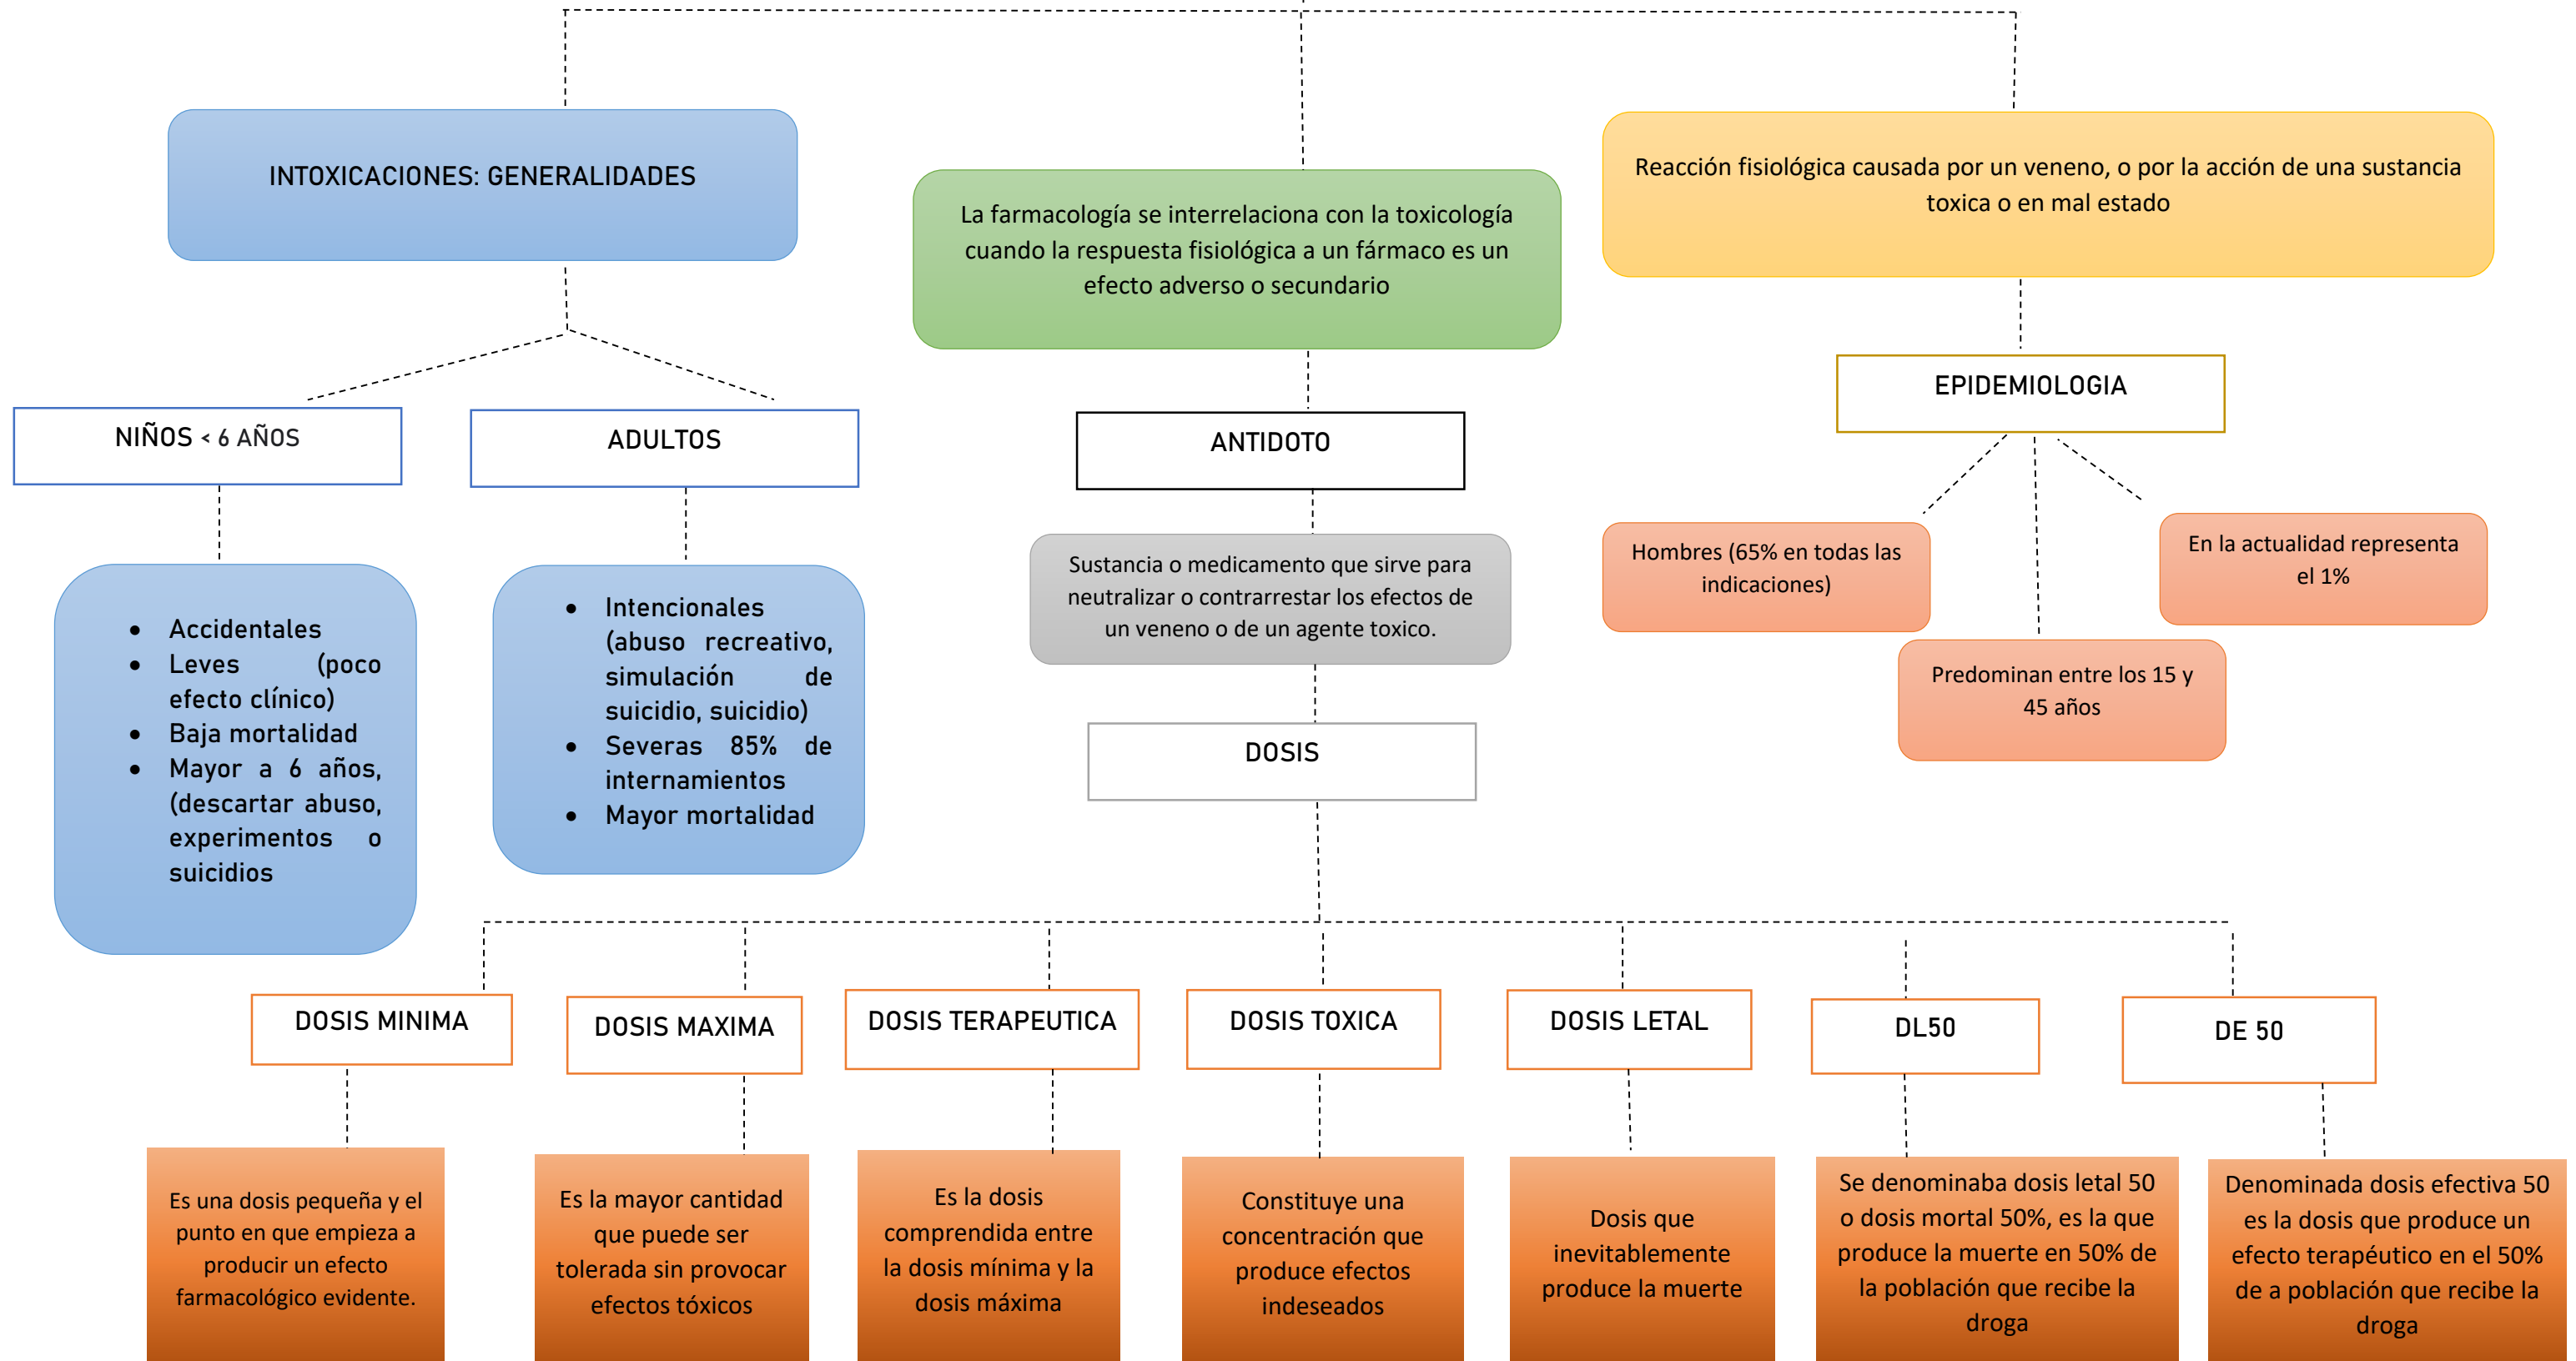 INTOXICACIONES: GENERALIDADES
La farmacología se interrelaciona con la toxicología
cuando la respuesta fisiológica a un fármaco es un
efecto adverso o secundario
Reacción fisiológica causada por un veneno, o por la acción de una sustancia
toxica o en mal estado
NIÑOS < 6 AÑOS
ADULTOS
ANTIDOTO
EPIDEMIOLOGIA
• Accidentales
• Leves (poco
efecto clínico)
• Baja mortalidad
• Mayor a 6 años,
(descartar abuso,
experimentos o
suicidios
• Intencionales
(abuso recreativo,
simulación de
suicidio, suicidio)
• Severas 85% de
internamientos
• Mayor mortalidad
Sustancia o medicamento que sirve para
neutralizar o contrarrestar los efectos de
un veneno o de un agente toxico.
Hombres (65% en todas las
indicaciones)
Predominan entre los 15 y
45 años
En la actualidad representa
el 1%
DOSIS
DOSIS MINIMA
DOSIS MAXIMA
DOSIS TERAPEUTICA
DOSIS TOXICA
DOSIS LETAL
DL50
DE 50
Es una dosis pequeña y el
punto en que empieza a
producir un efecto
farmacológico evidente.
Es la mayor cantidad
que puede ser
tolerada sin provocar
efectos tóxicos
Es la dosis
comprendida entre
la dosis mínima y la
dosis máxima
Constituye una
concentración que
produce efectos
indeseados
Dosis que
inevitablemente
produce la muerte
Se denominaba dosis letal 50
o dosis mortal 50%, es la que
produce la muerte en 50% de
la población que recibe la
droga
Denominada dosis efectiva 50
es la dosis que produce un
efecto terapéutico en el 50%
de a población que recibe la
droga